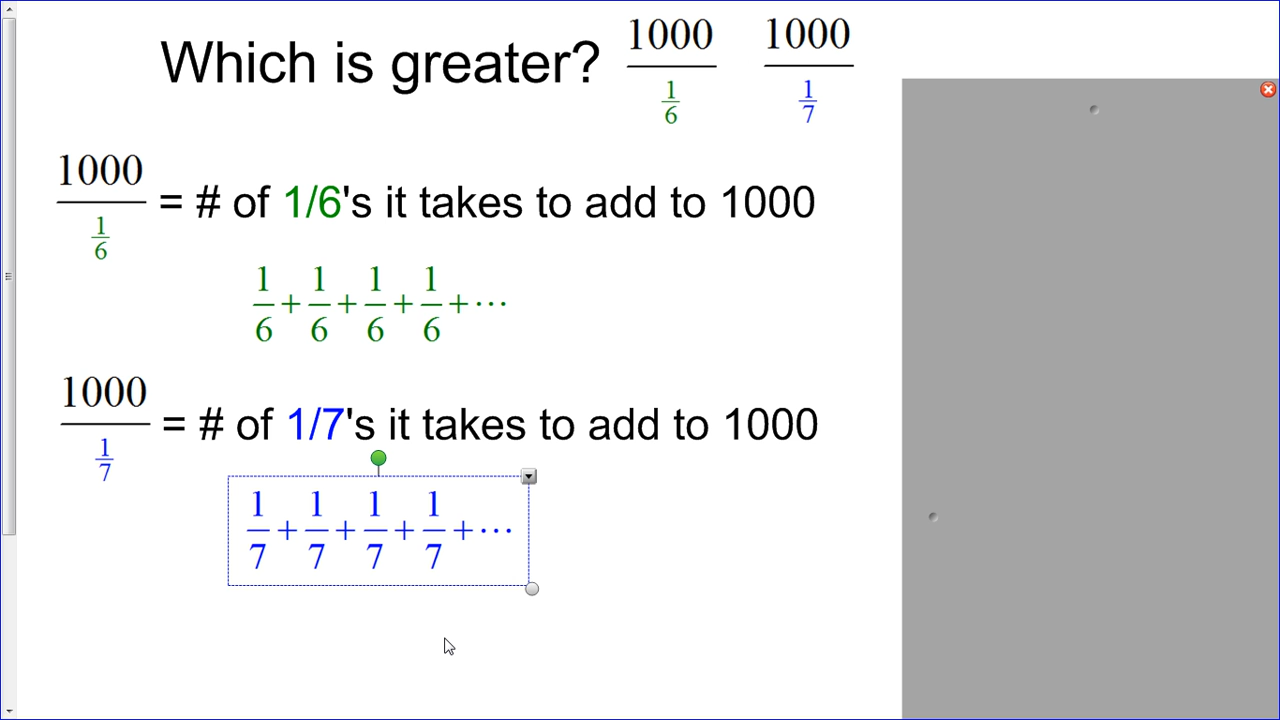 Which is greater? 1000/(1/6) 1000/(1/7)
1000/(1/6) = # of 1/6's it takes to add to 1000
1/6 + 1/6 + 1/6 + 1/6 + ⋯
1000/(1/7) = # of 1/7's it takes to add to 1000
1/7 + 1/7 + 1/7 + 1/7 + ⋯